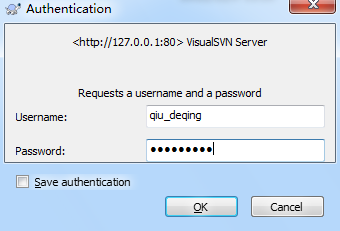 Authentication
<http://127.0.0.1:80> VisualSVN Server
Requests a username and a password
Username:
qiu_deqing
Password:
●●●●●●●●●
Save authentication
OK
Cancel